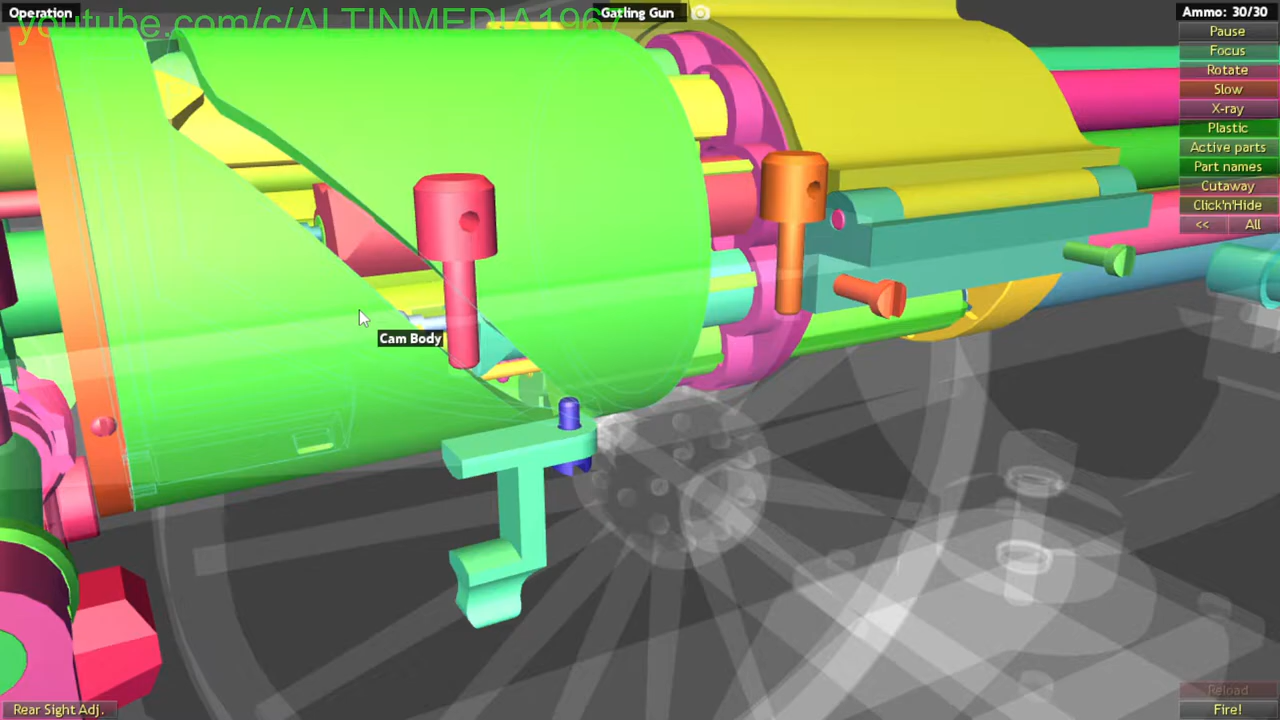 Operation
youtube.com/c/ALTINMEDIA1967
Gatling Gun
Ammo: 30/30
Pause
Focus
Rotate
Slow
X-ray
Plastic
Active parts
Part names
Cutaway
Click'n'Hide
<< All
Cam Body
Rear Sight Adj.
Reload
Fire!